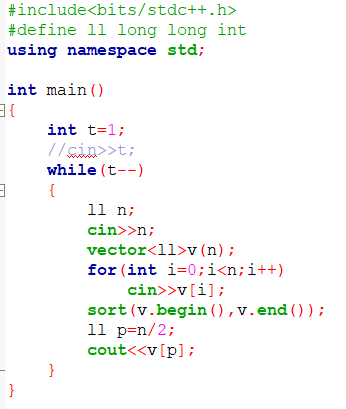 #include<bits/stdc++.h>
#define ll long long int
using namespace std;

int main()
{
    int t=1;
    //cin>>t;
    while(t--)
    {
        ll n;
        cin>>n;
        vector<ll>v(n);
        for(int i=0;i<n;i++)
            cin>>v[i];
        sort(v.begin(),v.end());
        ll p=n/2;
        cout<<v[p];
    }
}